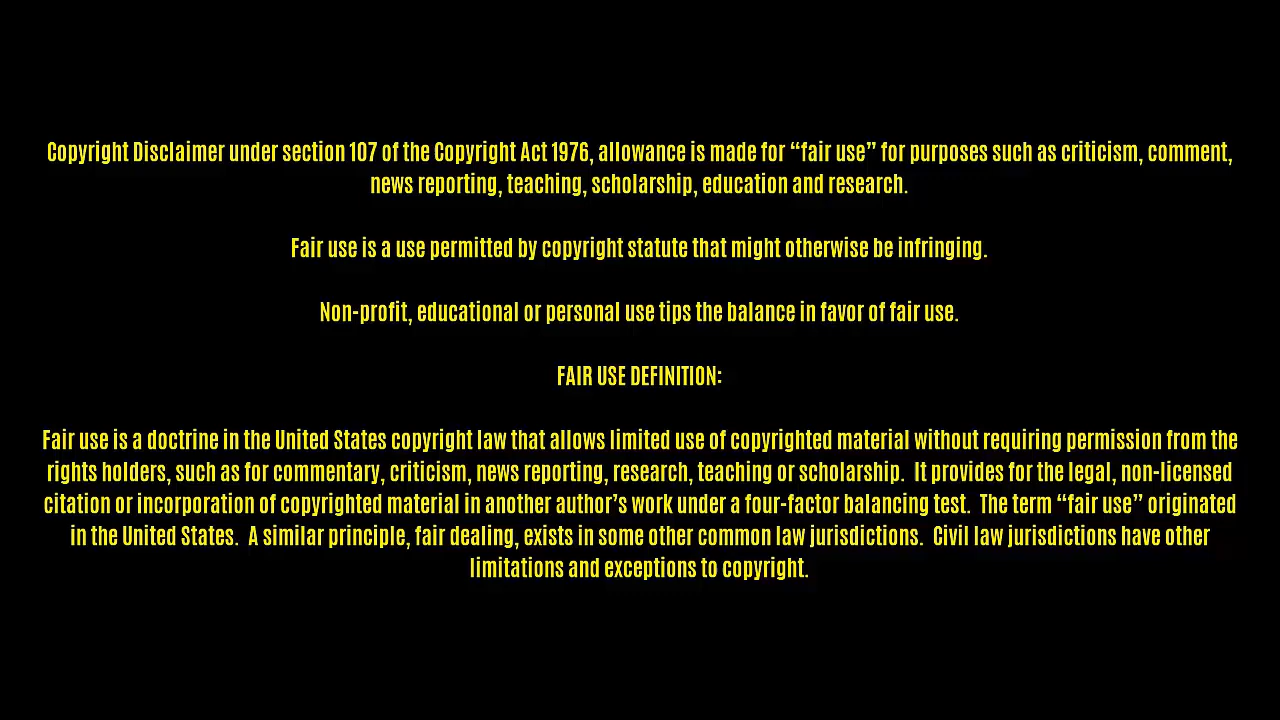 Copyright Disclaimer under section 107 of the Copyright Act 1976, allowance is made for “fair use” for purposes such as criticism, comment,
news reporting, teaching, scholarship, education and research.
Fair use is a use permitted by copyright statute that might otherwise be infringing.
Non-profit, educational or personal use tips the balance in favor of fair use.
FAIR USE DEFINITION:
Fair use is a doctrine in the United States copyright law that allows limited use of copyrighted material without requiring permission from the
rights holders, such as for commentary, criticism, news reporting, research, teaching or scholarship.  It provides for the legal, non-licensed
citation or incorporation of copyrighted material in another author’s work under a four-factor balancing test.  The term “fair use” originated
in the United States.  A similar principle, fair dealing, exists in some other common law jurisdictions.  Civil law jurisdictions have other
limitations and exceptions to copyright.